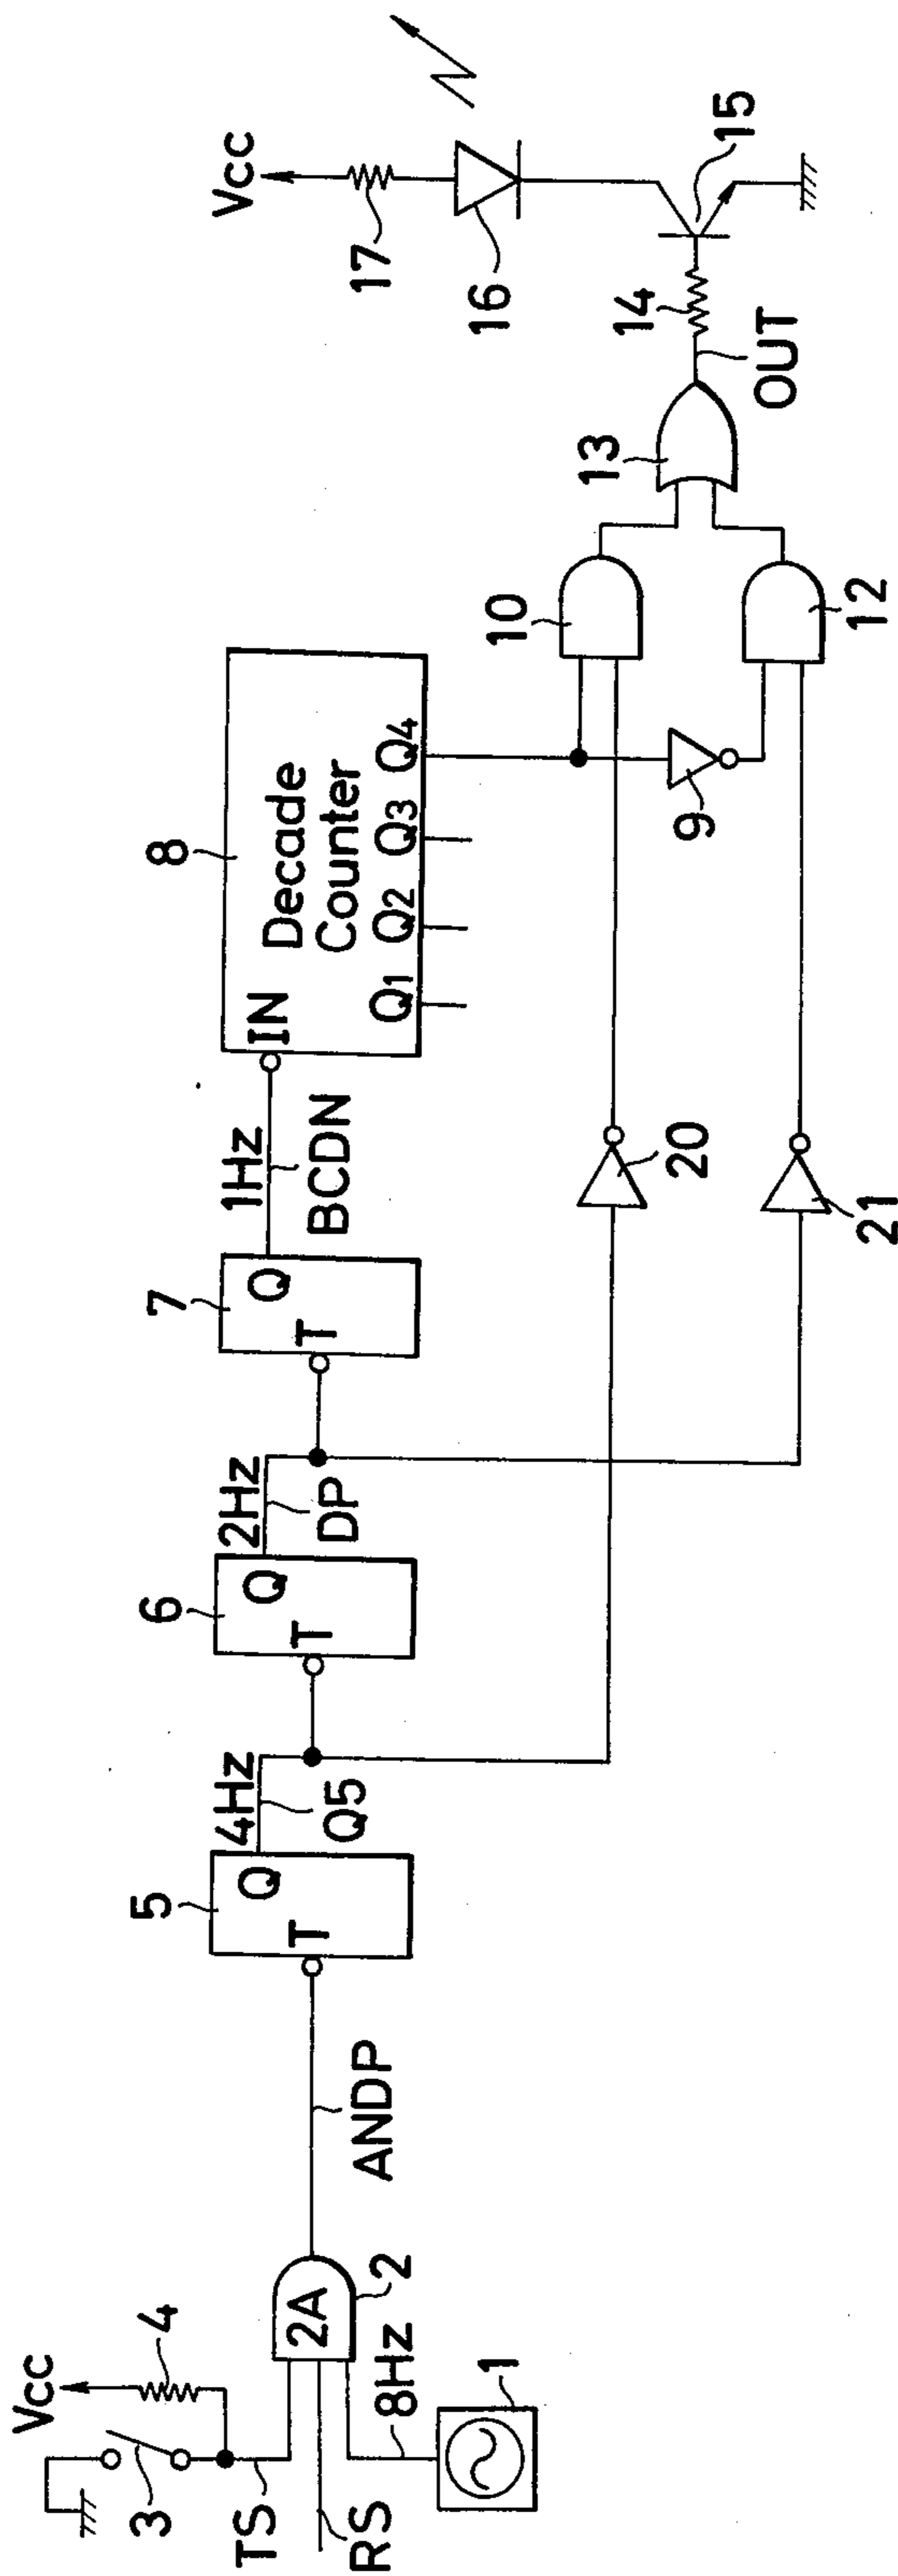 Vcc
3
4
TS
RS
2A
2
8Hz
1
ANDP
5
T
Q
4Hz
Q5
6
T
Q
2Hz
DP
7
T
Q
1Hz
BCDN
8
IN
Decade
Counter
Q1
Q2
Q3
Q4
20
21
9
10
12
13
OUT
14
15
16
17
Vcc